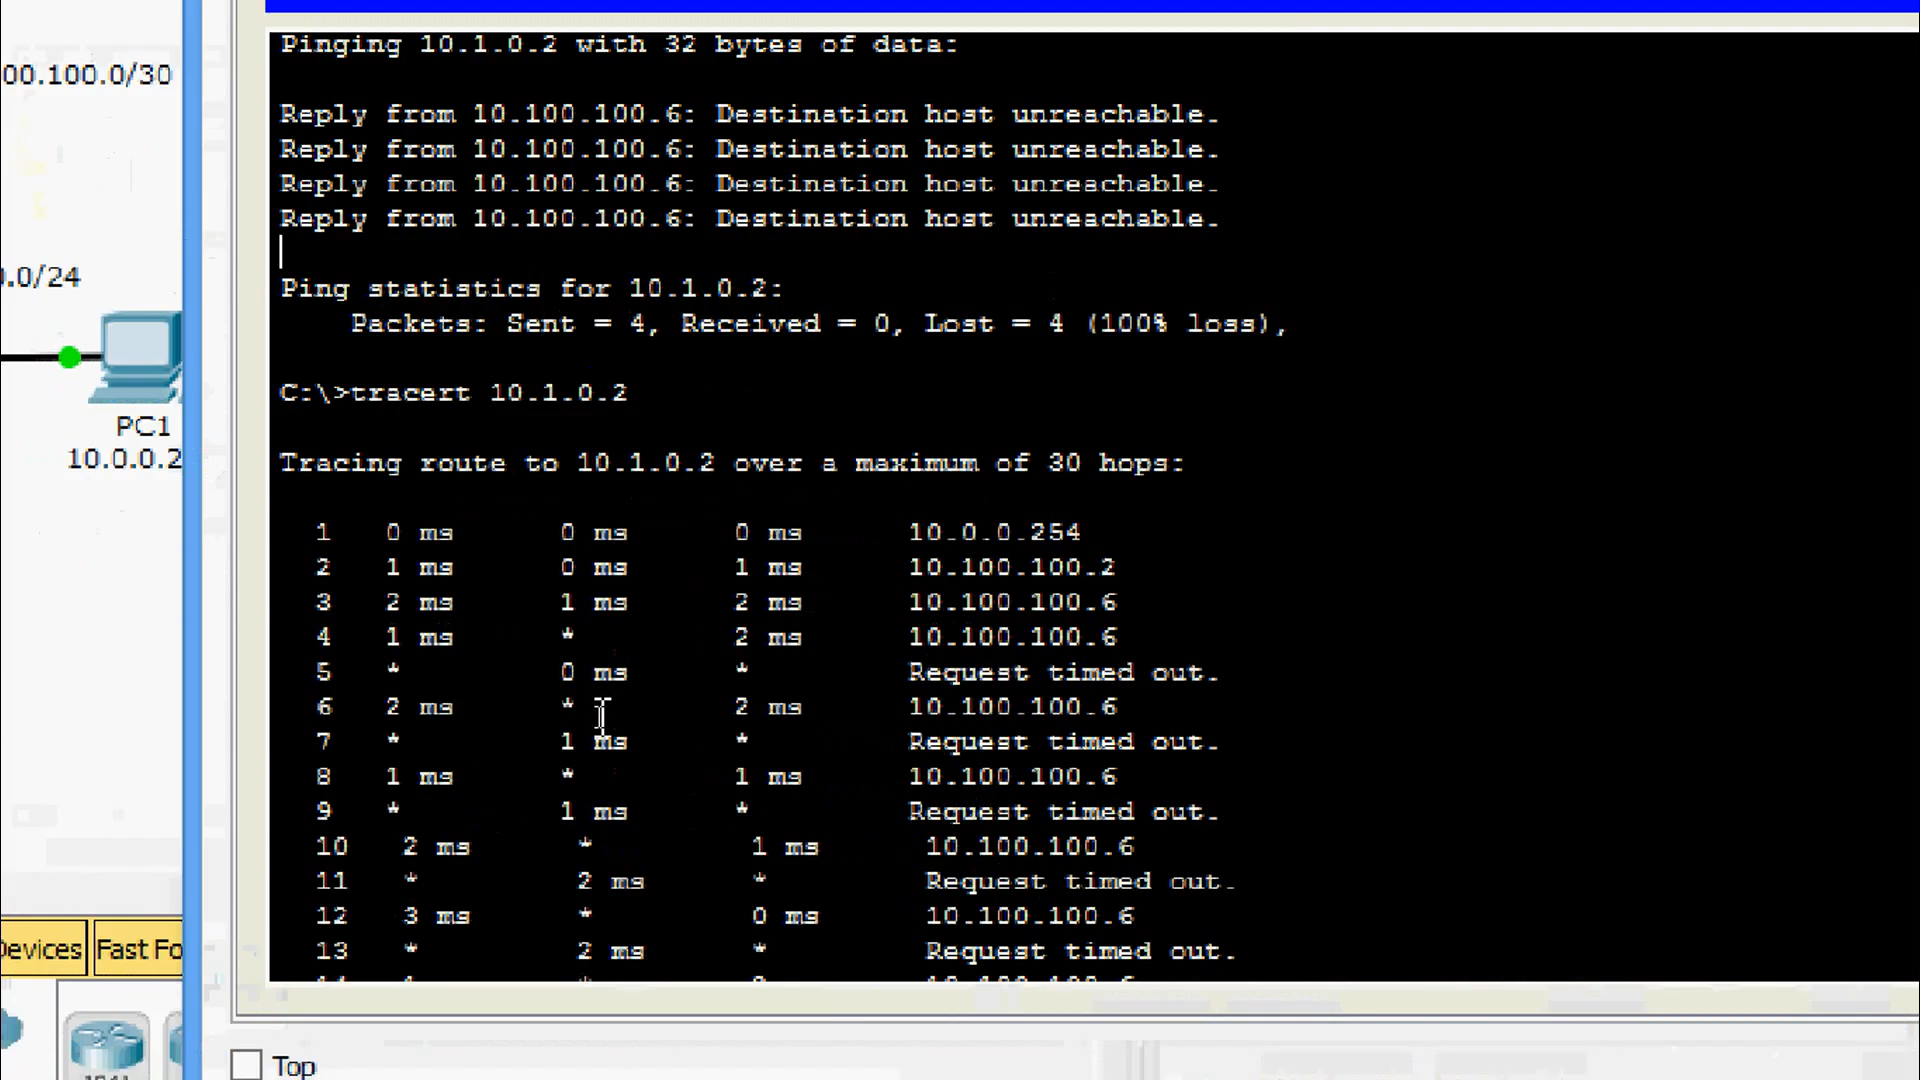 Pinging 10.1.0.2 with 32 bytes of data:
Reply from 10.100.100.6: Destination host unreachable.
Reply from 10.100.100.6: Destination host unreachable.
Reply from 10.100.100.6: Destination host unreachable.
Reply from 10.100.100.6: Destination host unreachable.
Ping statistics for 10.1.0.2:
Packets: Sent = 4, Received = 0, Lost = 4 (100% loss),
C:\>tracert 10.1.0.2
Tracing route to 10.1.0.2 over a maximum of 30 hops:
1 0 ms 0 ms 0 ms 10.0.0.254
2 1 ms 0 ms 1 ms 10.100.100.2
3 2 ms 1 ms 2 ms 10.100.100.6
4 1 ms * 2 ms 10.100.100.6
5 * 0 ms * Request timed out.
6 2 ms * 2 ms 10.100.100.6
7 * 1 ms * Request timed out.
8 1 ms * 1 ms 10.100.100.6
9 * 1 ms * Request timed out.
10 2 ms * 1 ms 10.100.100.6
11 * 2 ms * Request timed out.
12 3 ms * 0 ms 10.100.100.6
13 * 2 ms * Request timed out.
00.100.0/30
.0/24
PC1
10.0.0.2
Devices
Fast Fo
Top